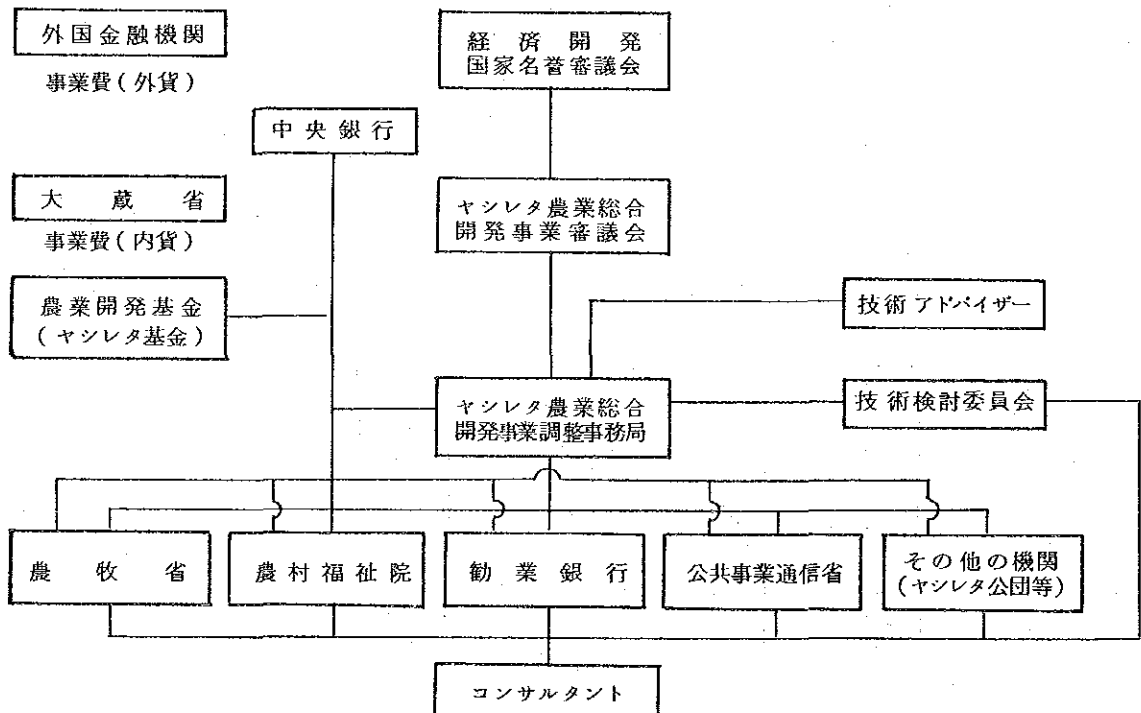 外国金融機関
事業費(外貨)
経済開発
国家名誉審議会
中央銀行
大蔵省
事業費(内貨)
ヤシレタ農業総合
開発事業審議会
農業開発基金
(ヤシレタ基金)
技術アドバイザー
ヤシレタ農業総合
開発事業調整事務局
技術検討委員会
農牧省
農村福祉院
勧業銀行
公共事業通信省
その他の機関
(ヤシレタ公団等)
コンサルタント